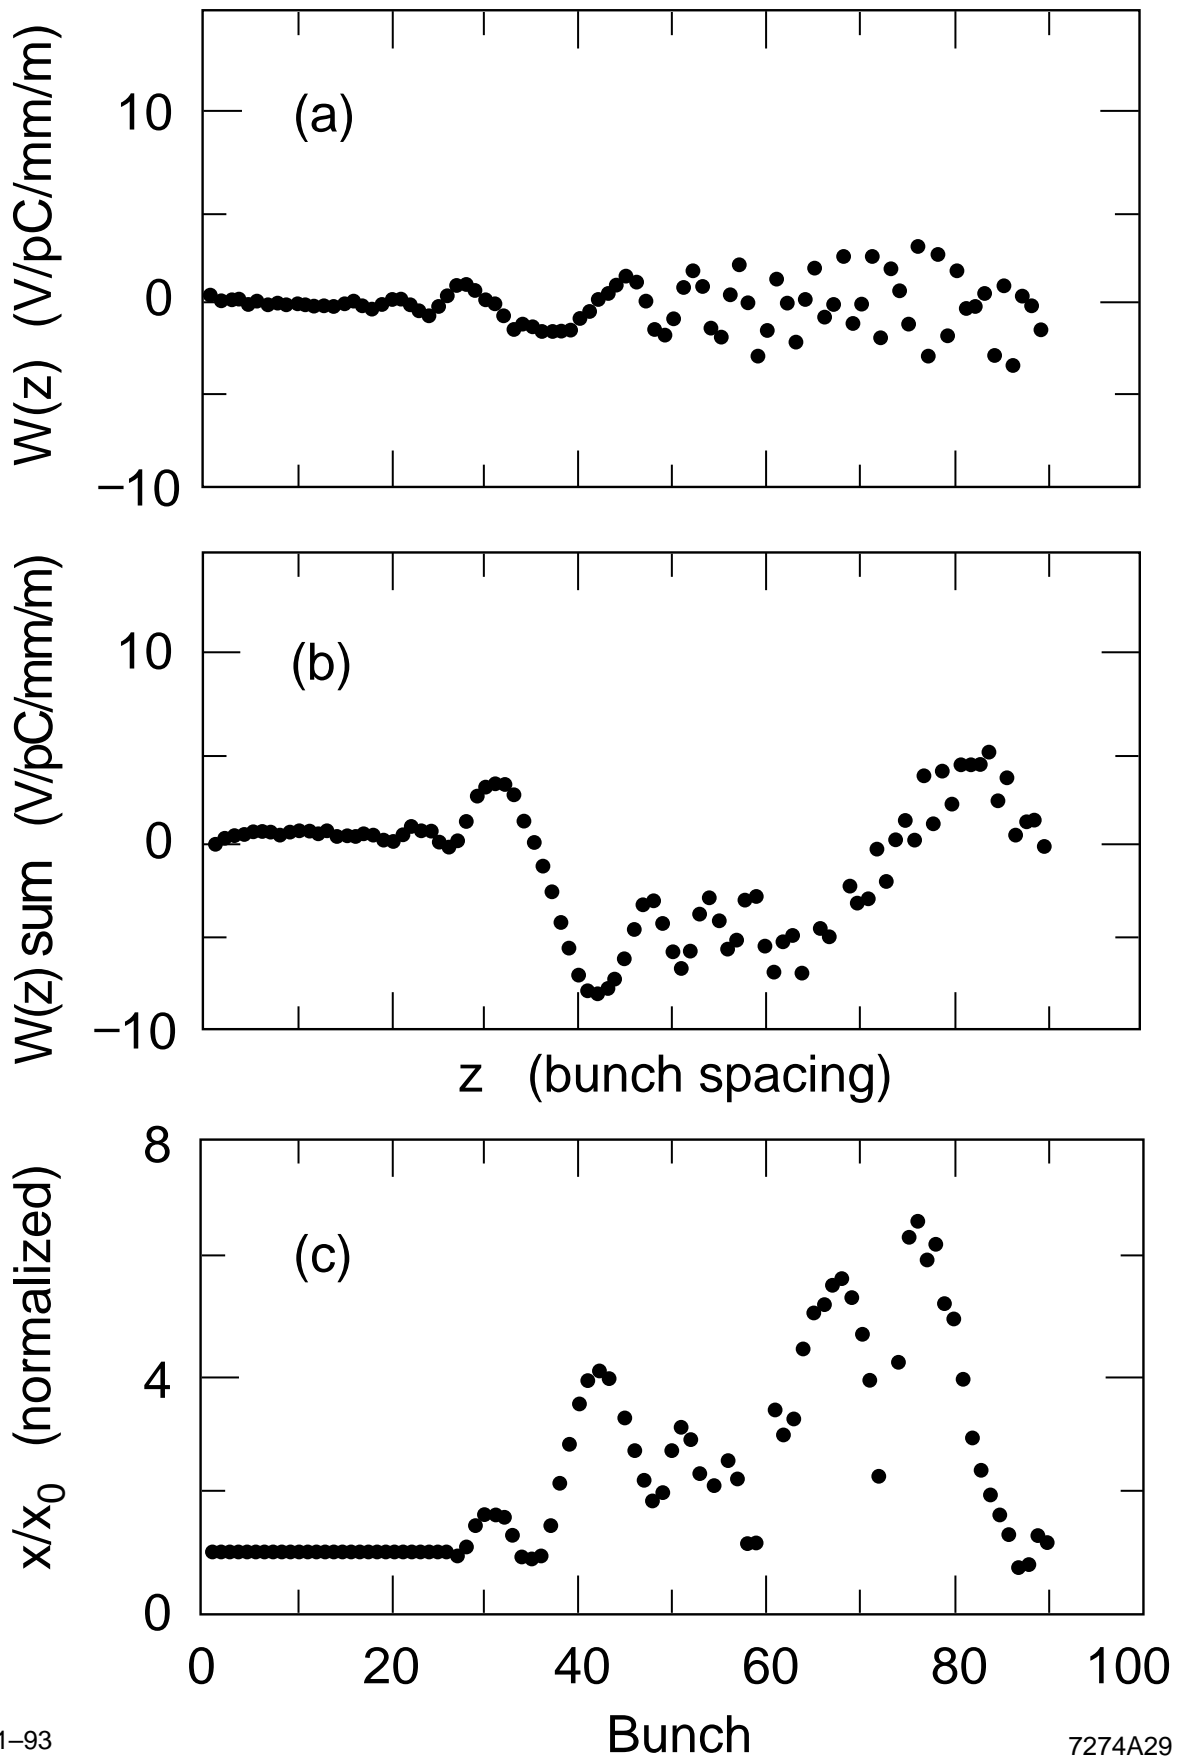 10
(a)
0
W(z) (V/pC/mm/m)
−10
10
(b)
0
W(z) sum (V/pC/mm/m)
−10
z (bunch spacing)
8
(c)
4
x/x0 (normalized)
0
0 20 40 60 80 100
Bunch
1–93
7274A29